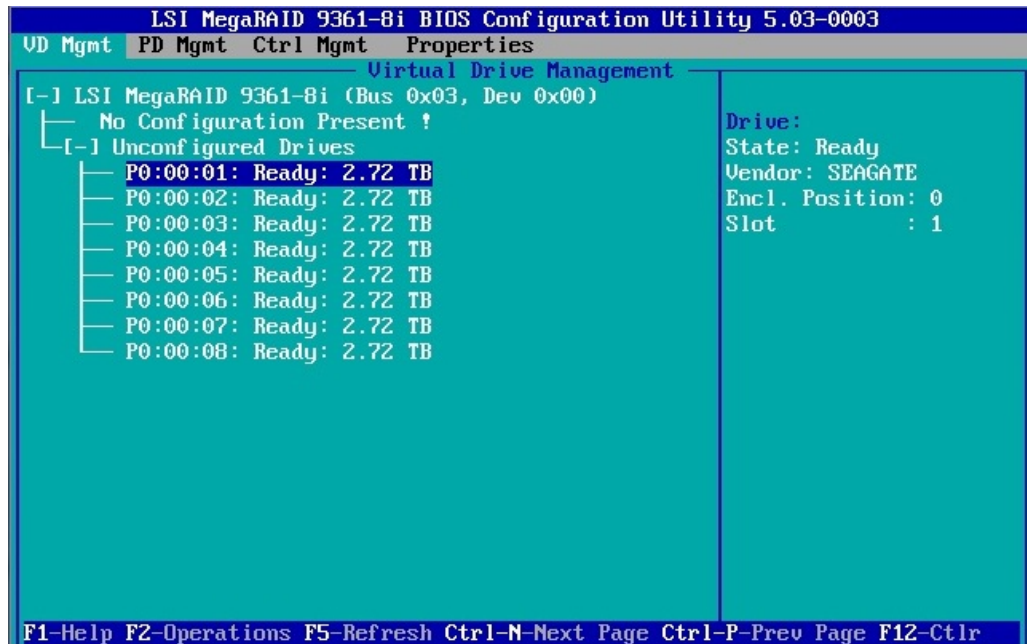 LSI MegaRAID 9361-8i BIOS Configuration Utility 5.03-0003
VD Mgmt PD Mgmt Ctrl Mgmt Properties
Virtual Drive Management
[-] LSI MegaRAID 9361-8i (Bus 0x03, Dev 0x00)
No Configuration Present !
[-] Unconfigured Drives
P0:00:01: Ready: 2.72 TB
P0:00:02: Ready: 2.72 TB
P0:00:03: Ready: 2.72 TB
P0:00:04: Ready: 2.72 TB
P0:00:05: Ready: 2.72 TB
P0:00:06: Ready: 2.72 TB
P0:00:07: Ready: 2.72 TB
P0:00:08: Ready: 2.72 TB
Drive:
State: Ready
Vendor: SEAGATE
Encl. Position: 0
Slot : 1
F1-Help F2-Operations F5-Refresh Ctrl-N-Next Page Ctrl-P-Prev Page F12-Ctlr